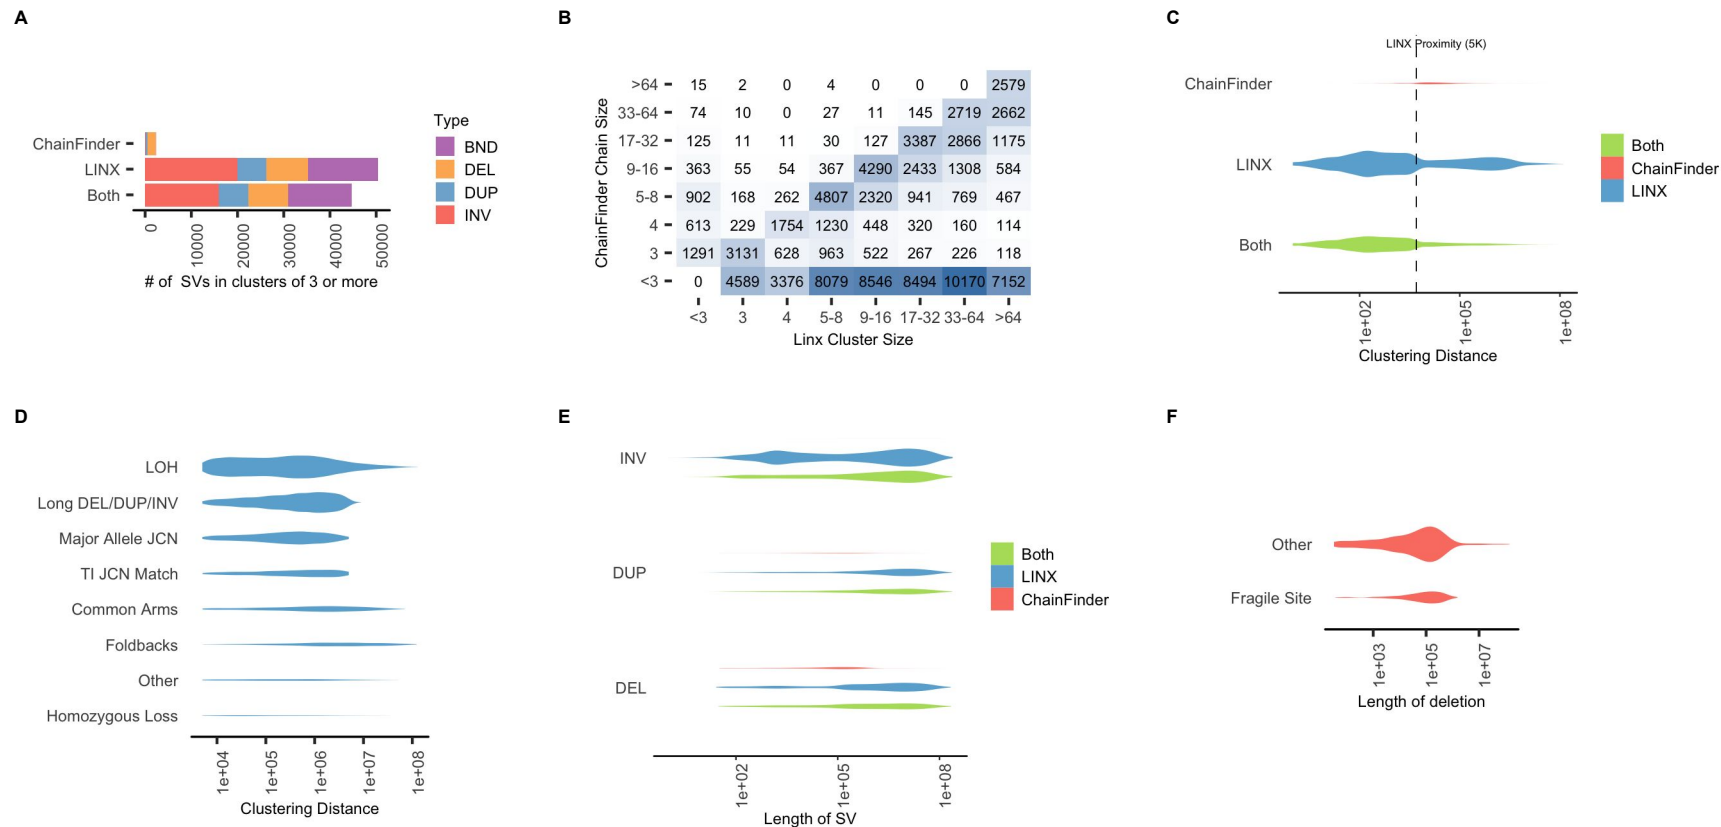 A
ChainFinder
LINX
Both
0
10000
20000
30000
40000
50000
# of SVs in clusters of 3 or more
Type
BND
DEL
DUP
INV
B
ChainFinder Chain Size
>64 15 2 0 4 0 0 0 2579
33-64 74 10 0 27 11 145 2719 2662
17-32 125 11 11 30 127 3387 2866 1175
9-16 363 55 54 367 4290 2433 1308 584
5-8 902 168 262 4807 2320 941 769 467
4 613 229 1754 1230 448 320 160 114
3 1291 3131 628 963 522 267 226 118
<3 0 4589 3376 8079 8546 8494 10170 7152
<3 3 4 5-8 9-16 17-32 33-64 >64
Linx Cluster Size
C
LINX Proximity (5K)
ChainFinder
LINX
Both
1e+02
1e+05
1e+08
Clustering Distance
Both
ChainFinder
LINX
D
LOH
Long DEL/DUP/INV
Major Allele JCN
TI JCN Match
Common Arms
Foldbacks
Other
Homozygous Loss
1e+04
1e+05
1e+06
1e+07
1e+08
Clustering Distance
E
INV
DUP
DEL
1e+02
1e+05
1e+08
Length of SV
Both
LINX
ChainFinder
F
Other
Fragile Site
1e+03
1e+05
1e+07
Length of deletion